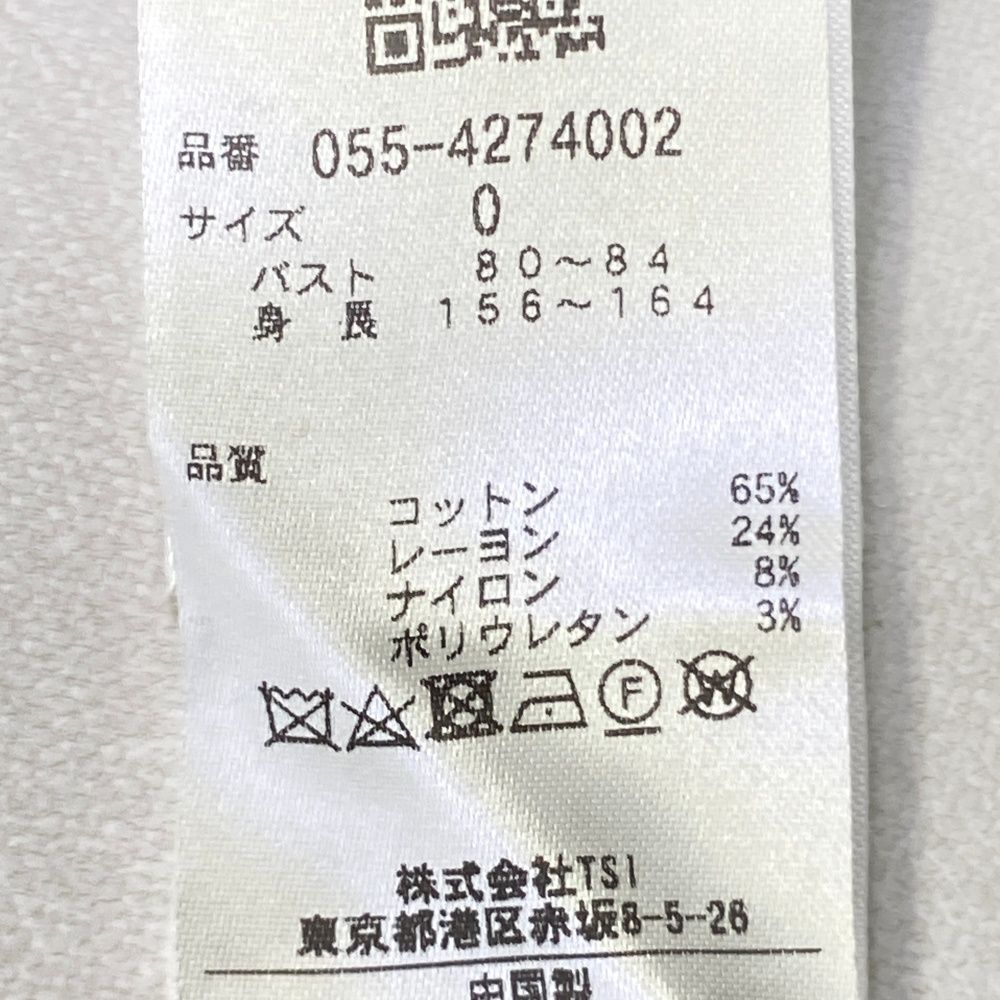 品番 055-4274002
サイズ 0
バスト 80～84
身長 156～164
品質
コットン 65%
レーヨン 24%
ナイロン 8%
ポリウレタン 3%
F
W
株式会社TSI
東京都港区赤坂8-5-26
中国製